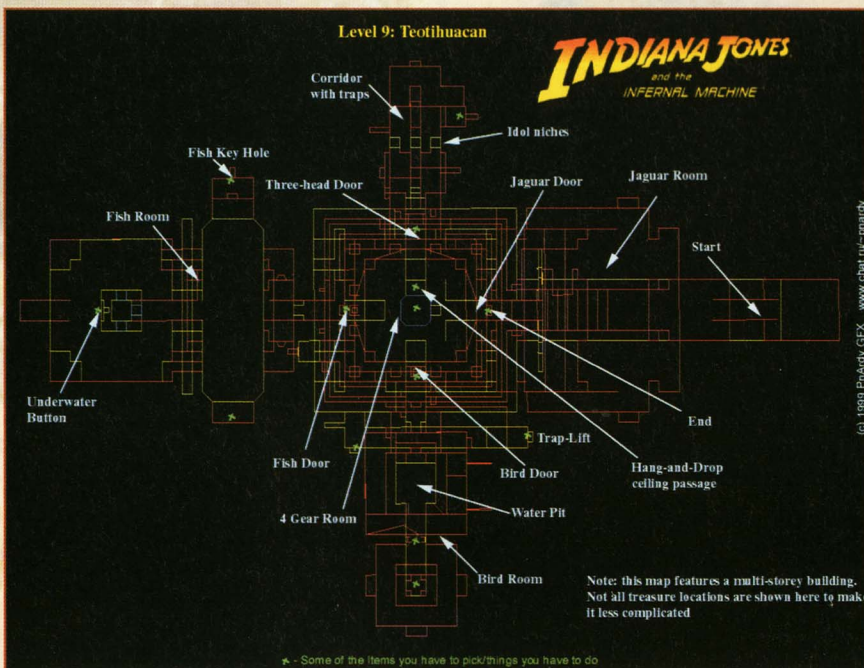 Level 9: Teotihuacan
INDIANA JONES
and the
INFERNAL MACHINE
Corridor
with traps
Idol niches
Fish Key Hole
Three-head Door
Jaguar Door
Jaguar Room
Fish Room
Start
Underwater
Button
Fish Door
4 Gear Room
Trap-Lift
Bird Door
End
Hang-and-Drop
ceiling passage
Water Pit
Bird Room
Note: this map features a multi-storey building.
Not all treasure locations are shown here to make
it less complicated
- Some of the items you have to pick/things you have to do
(c) 1999 PnArdy GFX